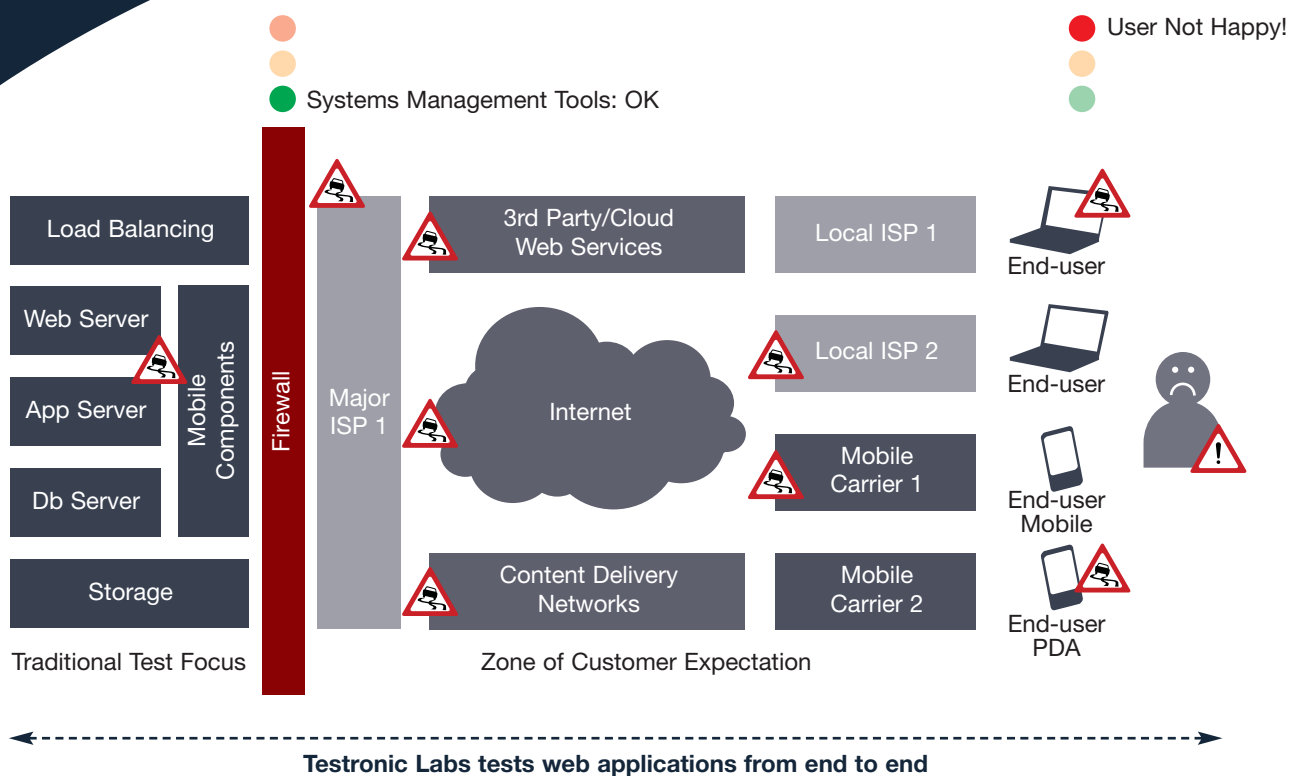 User Not Happy!
Systems Management Tools: OK
Load Balancing
Web Server
App Server
Db Server
Mobile
Components
Storage
Traditional Test Focus
Firewall
Major
ISP 1
3rd Party/Cloud
Web Services
Internet
Content Delivery
Networks
Zone of Customer Expectation
Local ISP 1
Local ISP 2
Mobile
Carrier 1
Mobile
Carrier 2
End-user
End-user
End-user
Mobile
End-user
PDA
!
Testronic Labs tests web applications from end to end